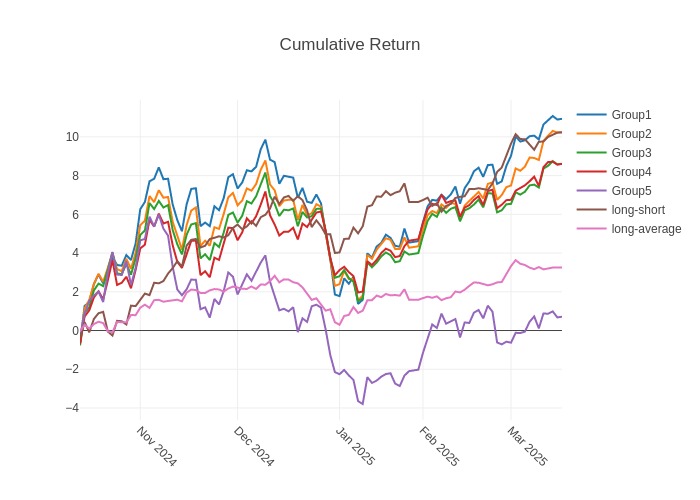 Cumulative Return
10
8
6
4
2
0
−2
−4
Nov 2024
Dec 2024
Jan 2025
Feb 2025
Mar 2025
Group1
Group2
Group3
Group4
Group5
long-short
long-average